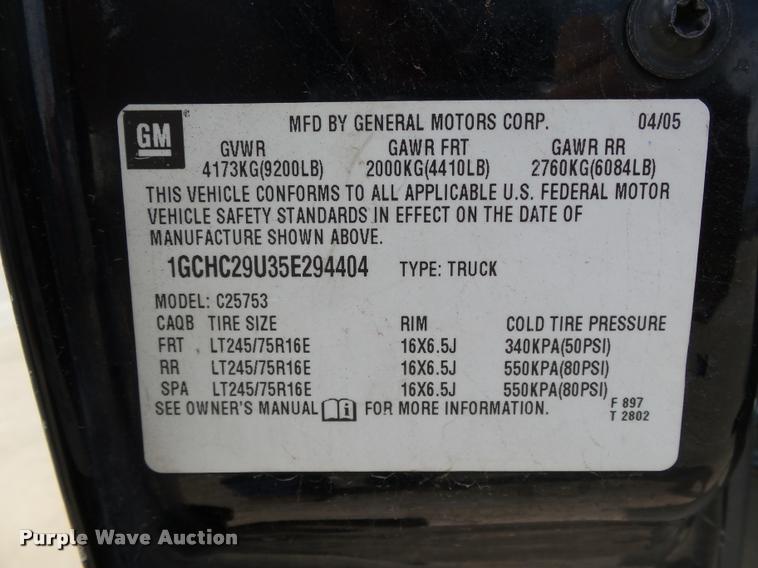 GM
MFD BY GENERAL MOTORS CORP. 04/05
GVWR GAWR FRT GAWR RR
4173KG(9200LB) 2000KG(4410LB) 2760KG(6084LB)
THIS VEHICLE CONFORMS TO ALL APPLICABLE U.S. FEDERAL MOTOR
VEHICLE SAFETY STANDARDS IN EFFECT ON THE DATE OF
MANUFACTURE SHOWN ABOVE.
1GCHC29U35E294404 TYPE: TRUCK
MODEL: C25753
CAQB TIRE SIZE RIM COLD TIRE PRESSURE
FRT LT245/75R16E 16X6.5J 340KPA(50PSI)
RR LT245/75R16E 16X6.5J 550KPA(80PSI)
SPA LT245/75R16E 16X6.5J 550KPA(80PSI)
SEE OWNER'S MANUAL i FOR MORE INFORMATION.
F 897
T 2802
Purple Wave Auction